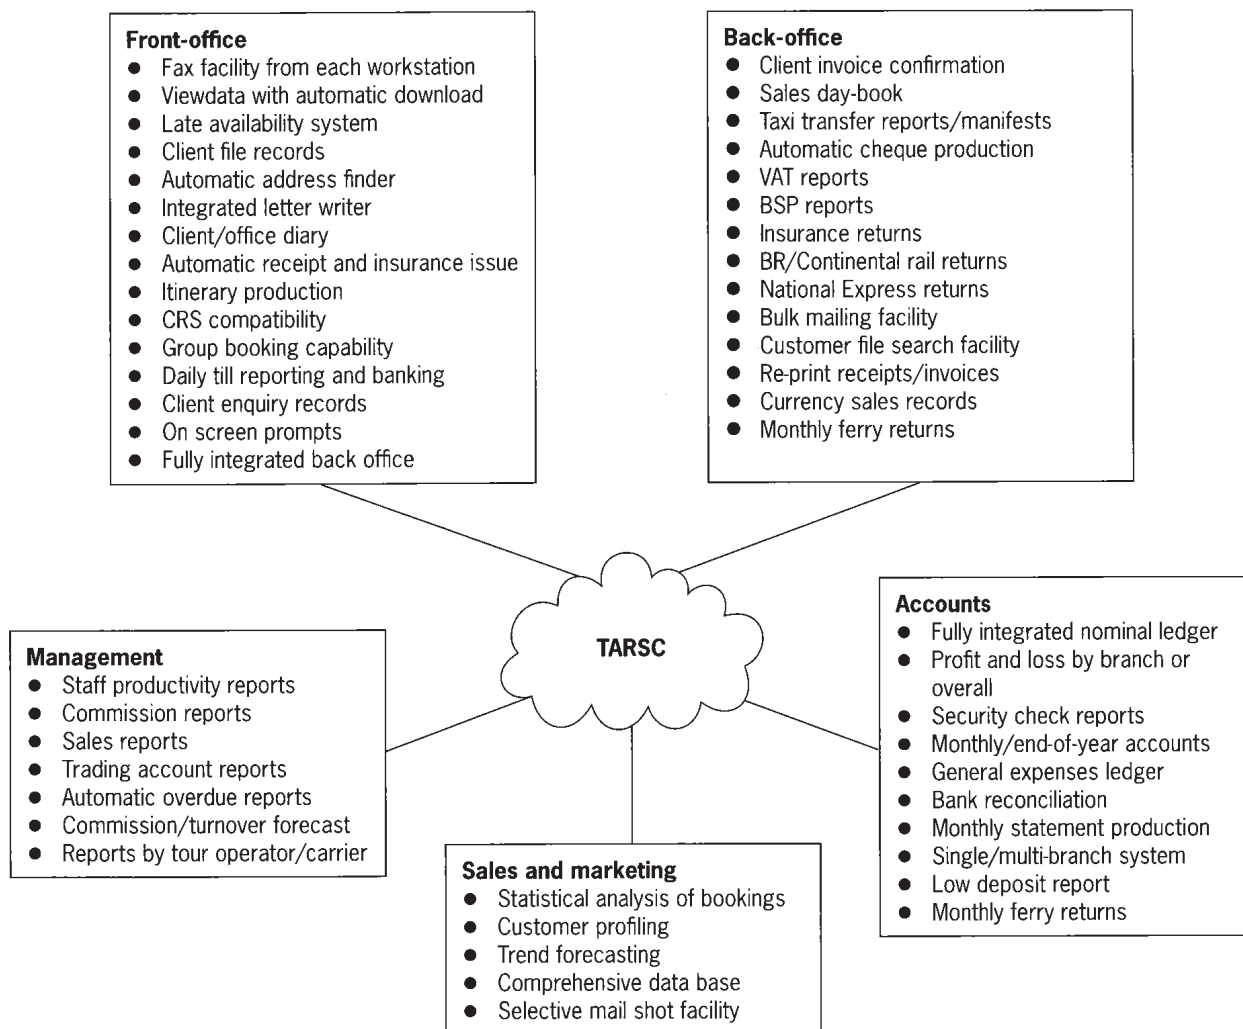 Front-office
● Fax facility from each workstation
● Viewdata with automatic download
● Late availability system
● Client file records
● Automatic address finder
● Integrated letter writer
● Client/office diary
● Automatic receipt and insurance issue
● Itinerary production
● CRS compatibility
● Group booking capability
● Daily till reporting and banking
● Client enquiry records
● On screen prompts
● Fully integrated back office
Back-office
● Client invoice confirmation
● Sales day-book
● Taxi transfer reports/manifests
● Automatic cheque production
● VAT reports
● BSP reports
● Insurance returns
● BR/Continental rail returns
● National Express returns
● Bulk mailing facility
● Customer file search facility
● Re-print receipts/invoices
● Currency sales records
● Monthly ferry returns
TARSC
Management
● Staff productivity reports
● Commission reports
● Sales reports
● Trading account reports
● Automatic overdue reports
● Commission/turnover forecast
● Reports by tour operator/carrier
Sales and marketing
● Statistical analysis of bookings
● Customer profiling
● Trend forecasting
● Comprehensive data base
● Selective mail shot facility
Accounts
● Fully integrated nominal ledger
● Profit and loss by branch or
overall
● Security check reports
● Monthly/end-of-year accounts
● General expenses ledger
● Bank reconciliation
● Monthly statement production
● Single/multi-branch system
● Low deposit report
● Monthly ferry returns